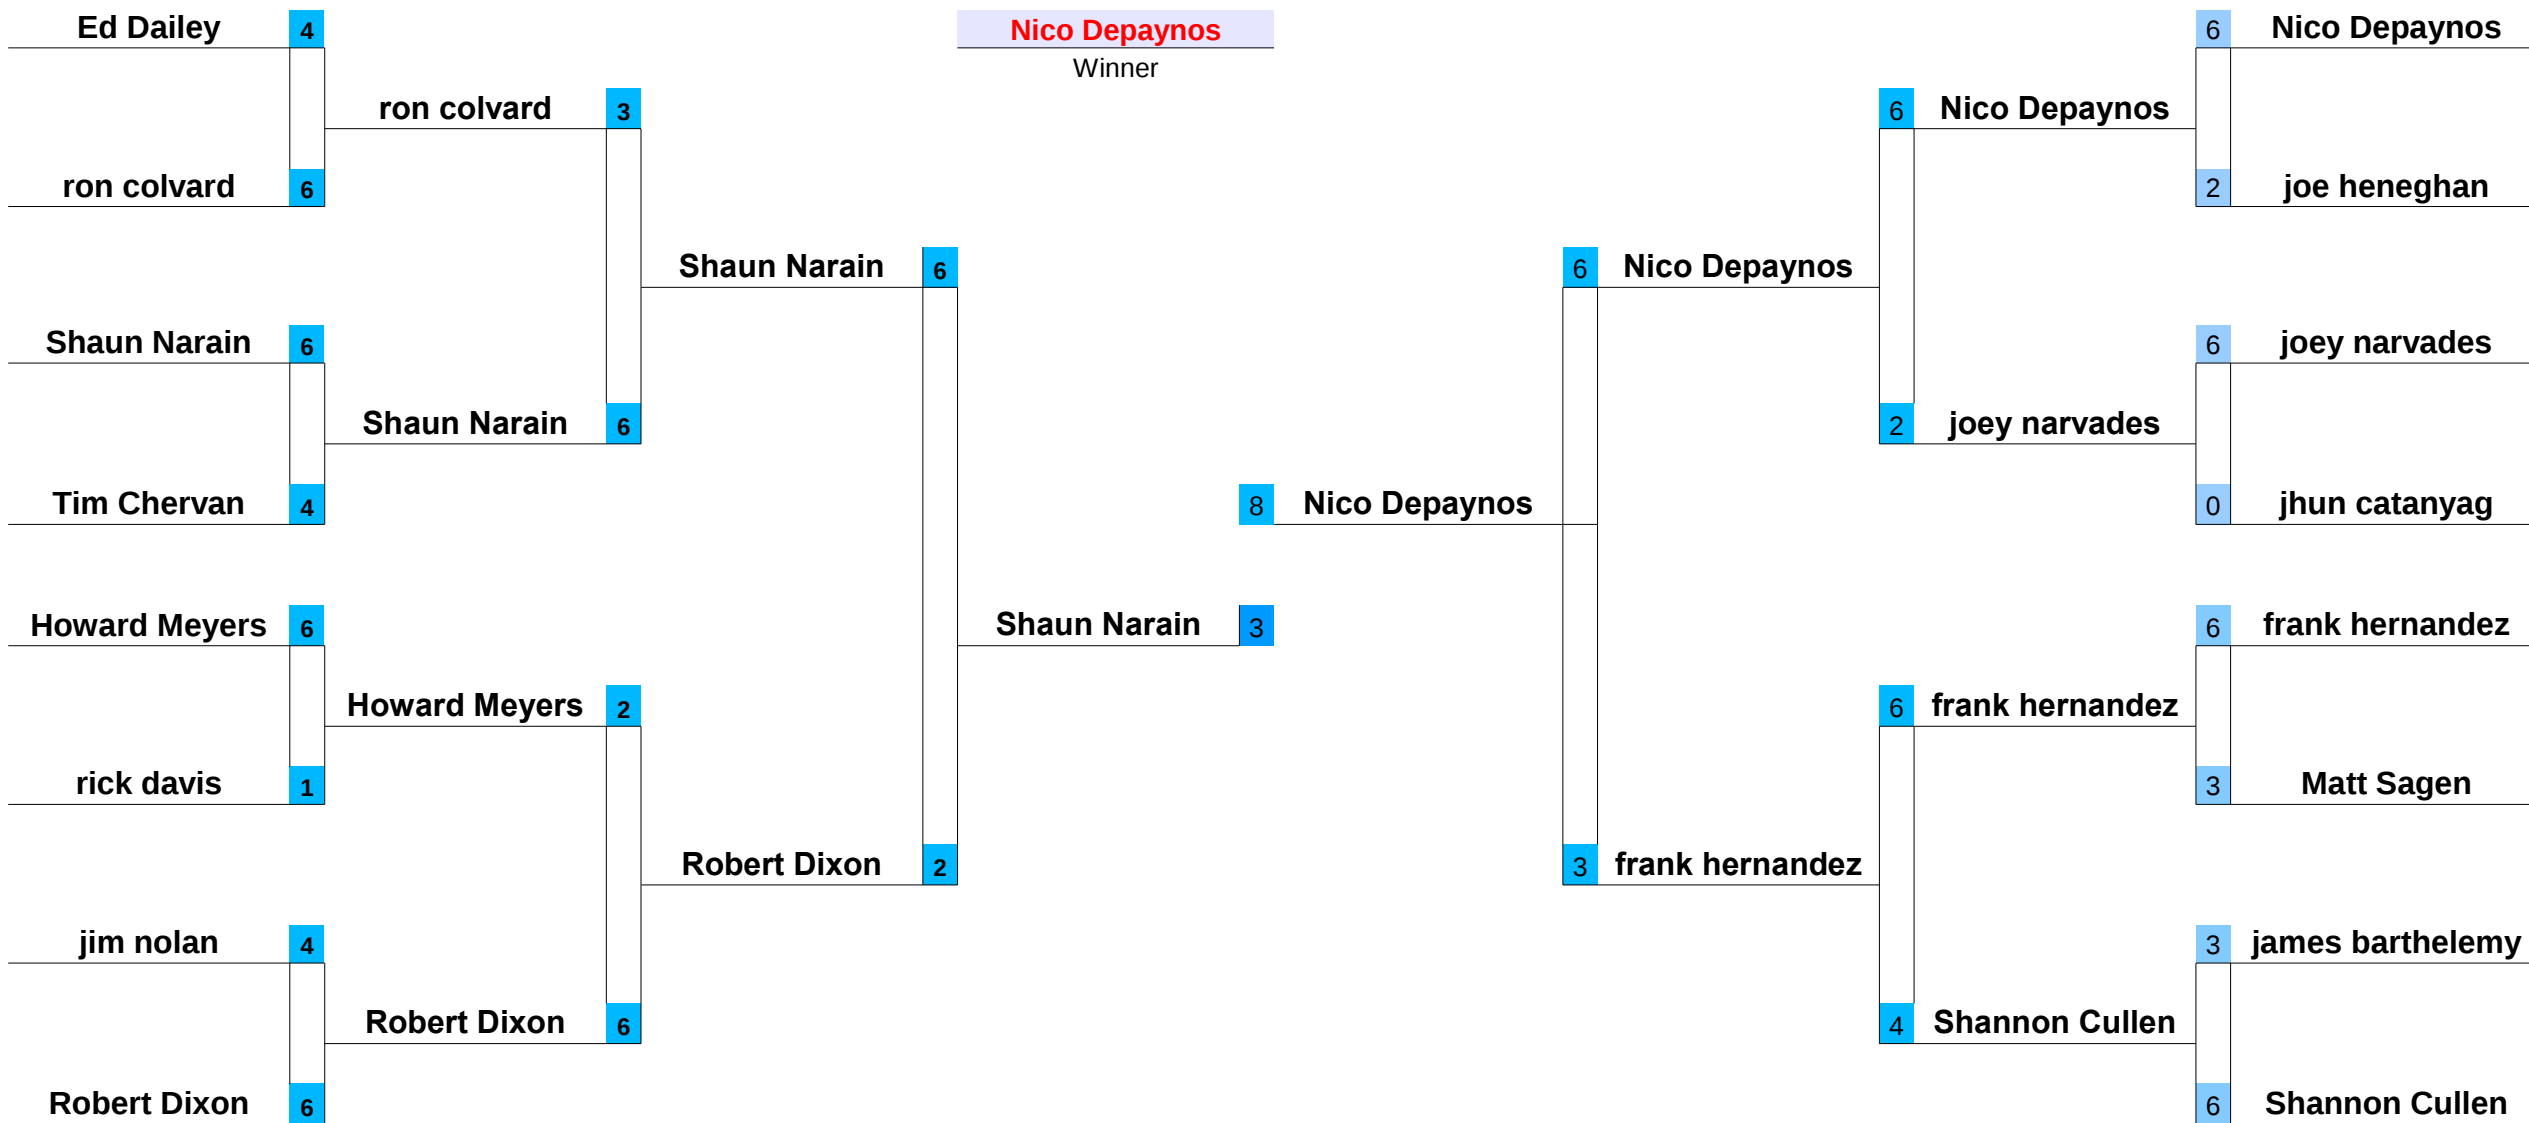 Ed Dailey 4 Nico Depaynos 6 Nico Depaynos
Winner
ron colvard 3 6 Nico Depaynos
ron colvard 6 2 joe heneghan
Shaun Narain 6 6 Nico Depaynos
Shaun Narain 6 6 joey narvades
Shaun Narain 6 2 joey narvades
Tim Chervan 4 8 Nico Depaynos 0 jhun catanyag
Howard Meyers 6 Shaun Narain 3 6 frank hernandez
Howard Meyers 2 6 frank hernandez
rick davis 1 3 Matt Sagen
Robert Dixon 2 3 frank hernandez
jim nolan 4 3 james barthelemy
Robert Dixon 6 4 Shannon Cullen
Robert Dixon 6 6 Shannon Cullen